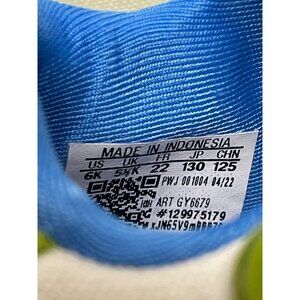 MADE IN INDONESIA
US UK FR JP CHN
6K 5½K 22 130 125
PWJ 081004 04/22
ART GY6679
#129975179